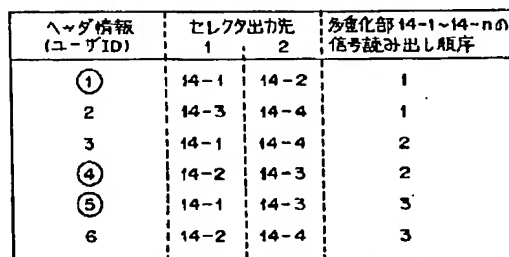 ヘッダ情報 セレクタ出力先 多重化部14-1~14-nの
(ユーザID) 1 2 信号読み出し順序
① 14-1 14-2 1
2 14-3 14-4 1
3 14-1 14-4 2
④ 14-2 14-3 2
⑤ 14-1 14-3 3
6 14-2 14-4 3